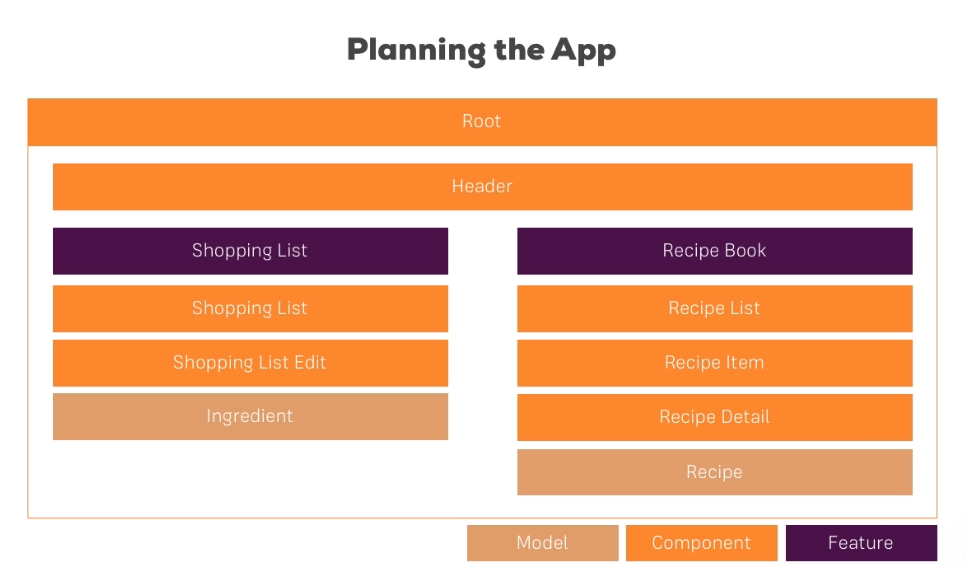 Planning the App
Root
Header
Shopping List
Shopping List
Shopping List Edit
Ingredient
Recipe Book
Recipe List
Recipe Item
Recipe Detail
Recipe
Model
Component
Feature